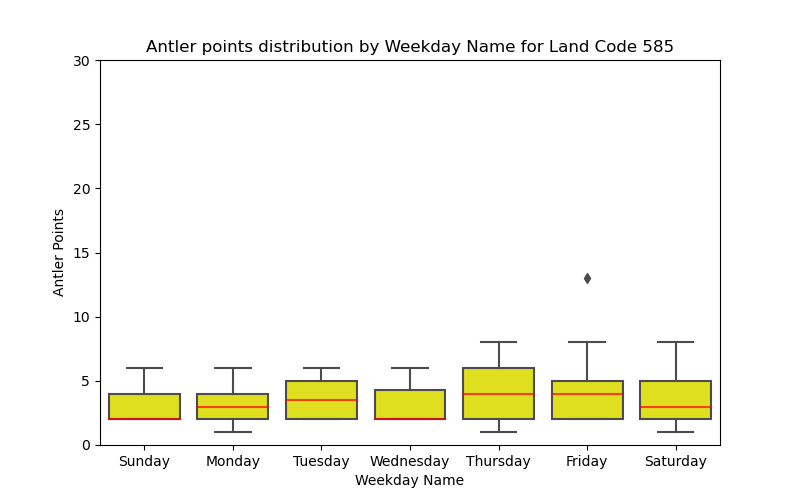 Antler points distribution by Weekday Name for Land Code 585
30
25
20
15
10
5
0
Antler Points
Sunday Monday Tuesday Wednesday Thursday Friday Saturday
Weekday Name